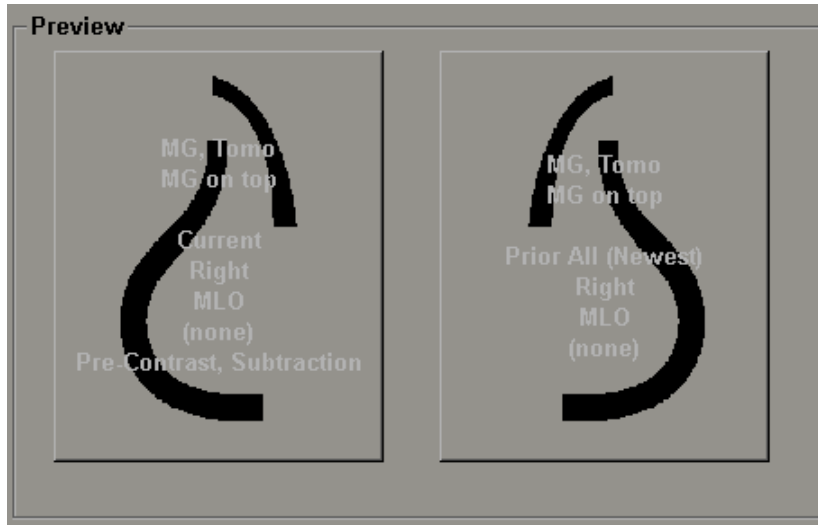 Preview
MG, Tomo
MG on top
Current
Right
MLO
(none)
Pre-Contrast, Subtraction
MG, Tomo
MG on top
Prior All (Newest)
Right
MLO
(none)